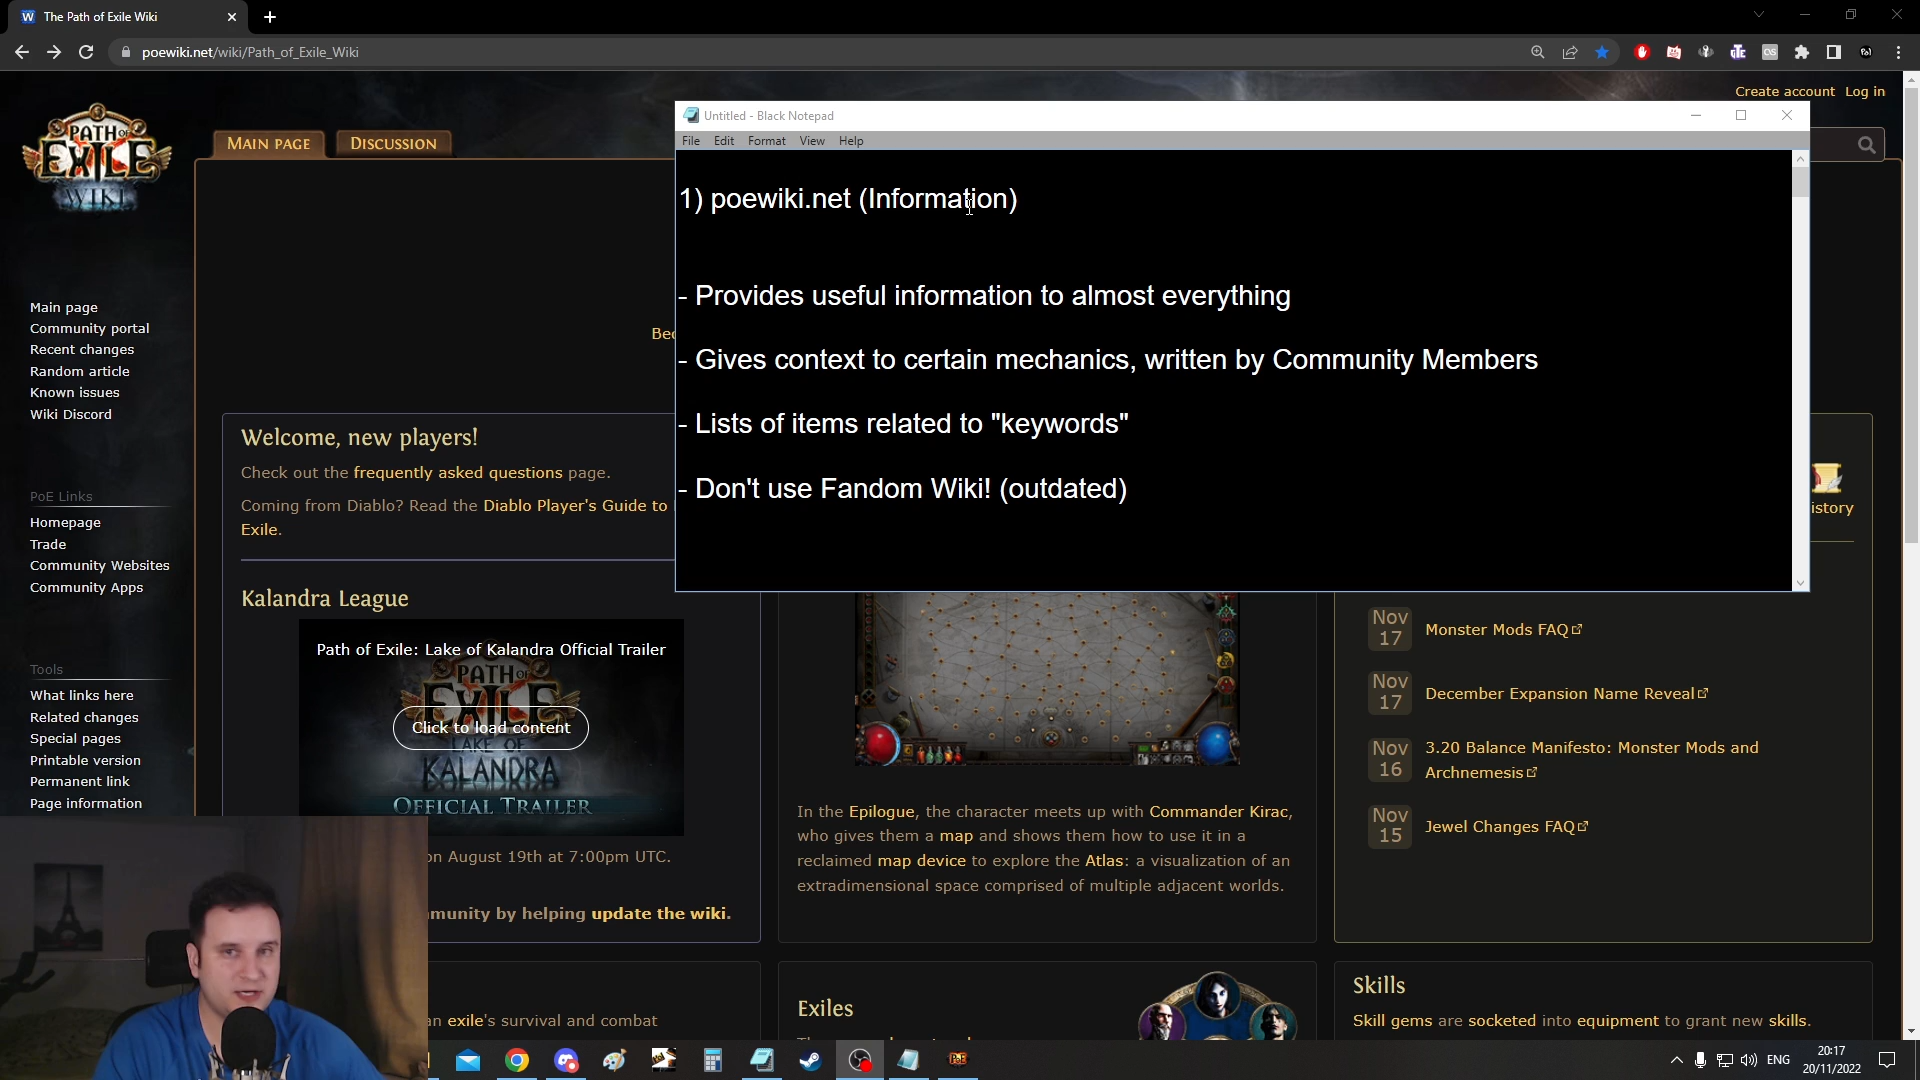 The Path of Exile Wiki
poewiki.net/wiki/Path_of_Exile_Wiki
Create account Log in
PATH OF
EXILE
WIKI
Main page Discussion
Untitled - Black Notepad
File Edit Format View Help
1) poewiki.net (Information)
- Provides useful information to almost everything
- Gives context to certain mechanics, written by Community Members
- Lists of items related to "keywords"
- Don't use Fandom Wiki! (outdated)
Main page
Community portal
Recent changes
Random article
Known issues
Wiki Discord
PoE Links
Homepage
Trade
Community Websites
Community Apps
Tools
What links here
Related changes
Special pages
Printable version
Permanent link
Page information
Welcome, new players!
Check out the frequently asked questions page.
Coming from Diablo? Read the Diablo Player's Guide to
Exile.
Kalandra League
Path of Exile: Lake of Kalandra Official Trailer
PATH OF
EXILE
Click to load content
LAKE OF
KALANDRA
OFFICIAL TRAILER
on August 19th at 7:00pm UTC.
munity by helping update the wiki.
an exile's survival and combat
In the Epilogue, the character meets up with Commander Kirac,
who gives them a map and shows them how to use it in a
reclaimed map device to explore the Atlas: a visualization of an
extradimensional space comprised of multiple adjacent worlds.
Exiles
istory
Nov
17
Monster Mods FAQ
Nov
17
December Expansion Name Reveal
Nov
16
3.20 Balance Manifesto: Monster Mods and
Archnemesis
Nov
15
Jewel Changes FAQ
Skills
Skill gems are socketed into equipment to grant new skills.
ENG
20:17
20/11/2022